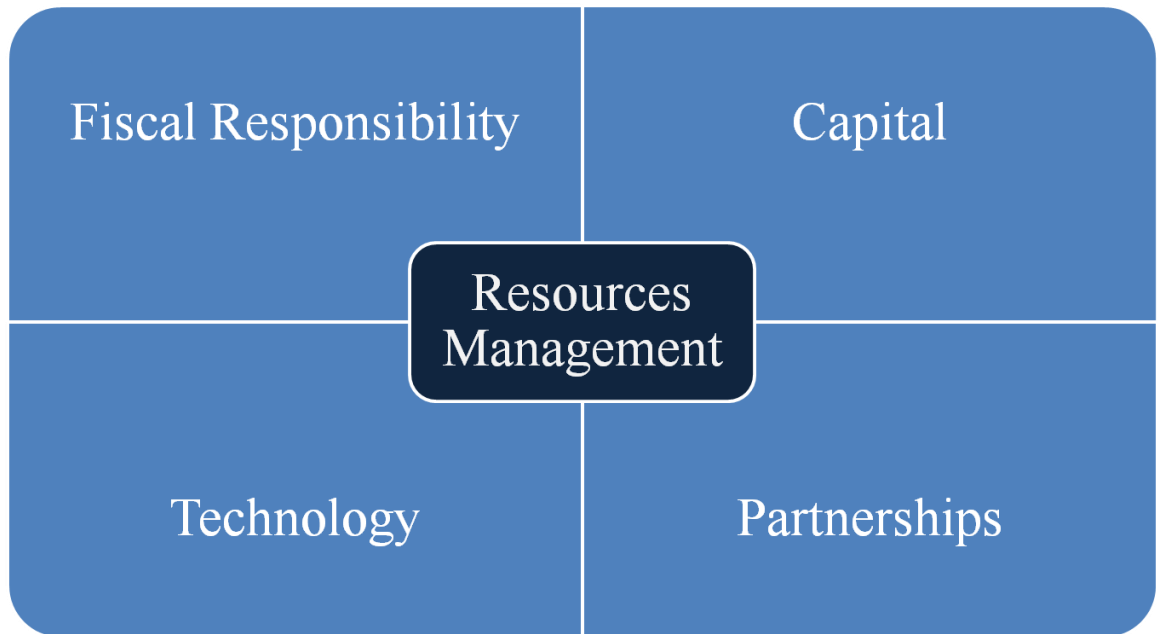 Fiscal Responsibility
Capital
Resources
Management
Technology
Partnerships